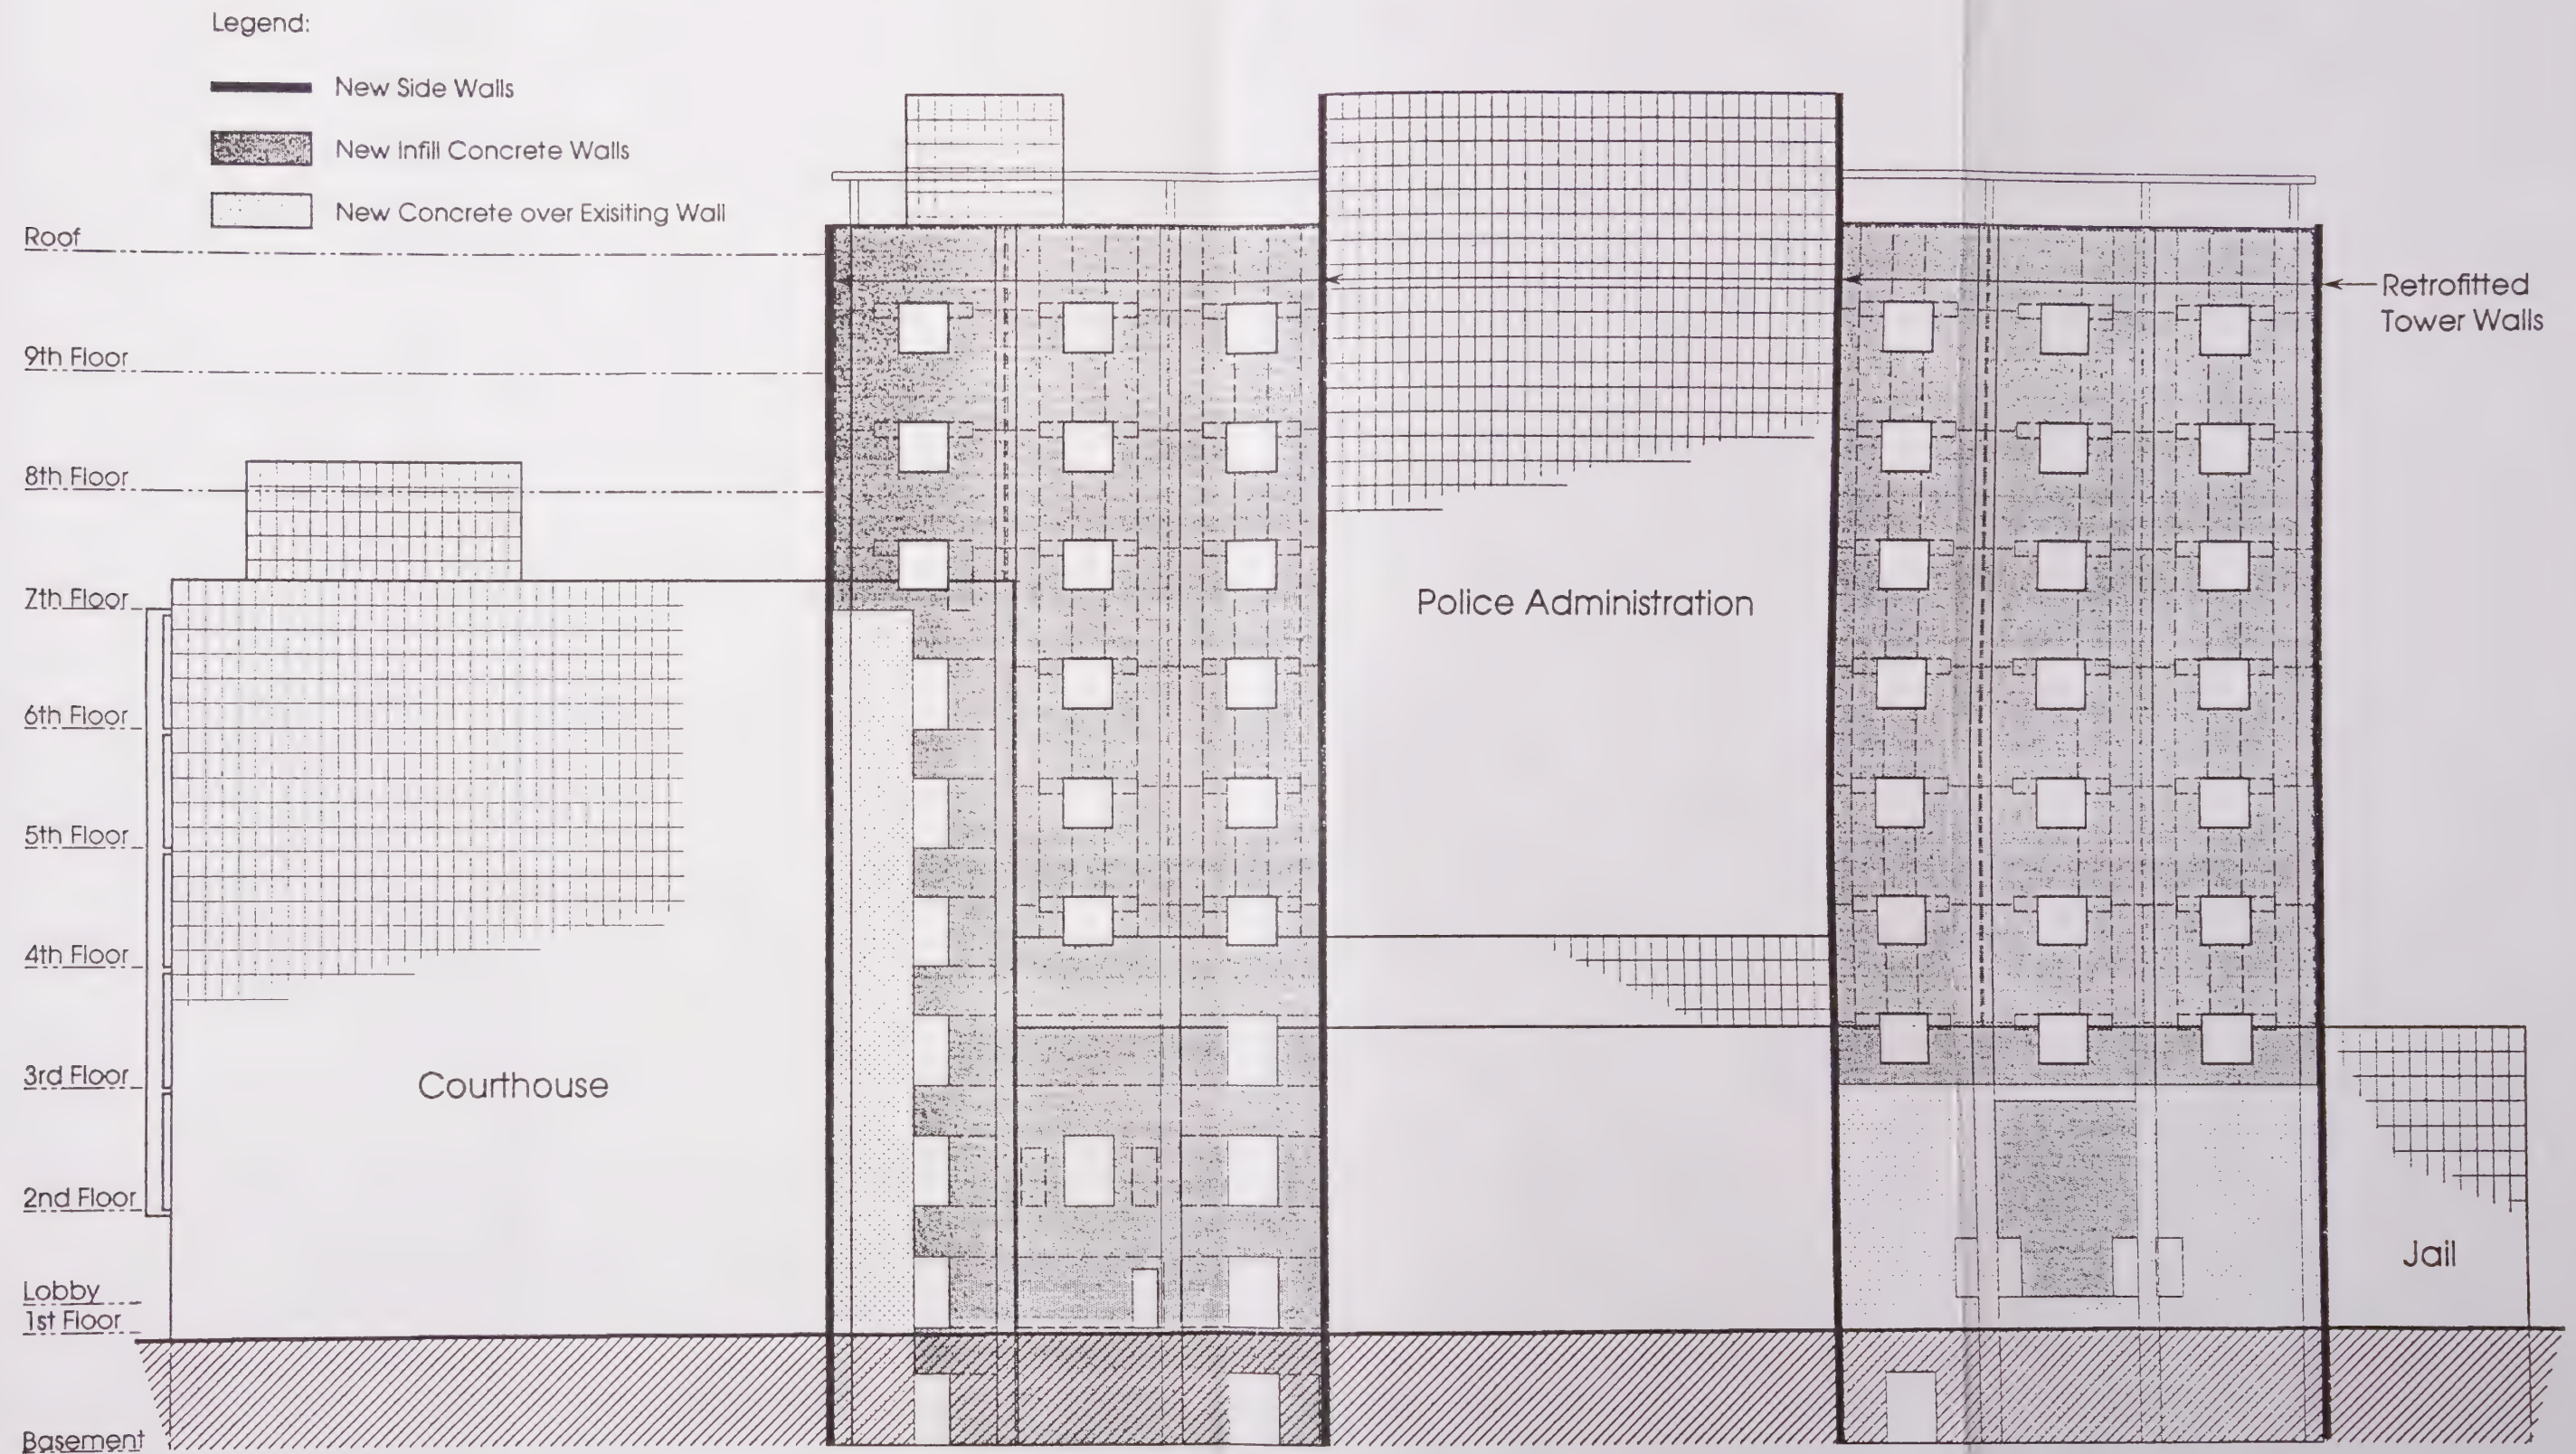 Legend:
New Side Walls
New Infill Concrete Walls
New Concrete over Exisiting Wall
Roof
9th Floor
8th Floor
7th Floor
6th Floor
5th Floor
4th Floor
3rd Floor
2nd Floor
Lobby
1st Floor
Basement
Retrofitted
Tower Walls
Police Administration
Courthouse
Jail